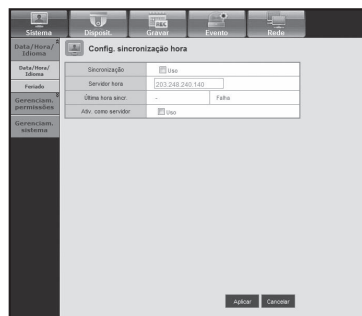 Sistema
Disposit.
Gravar
Evento
Rede
Data/Hora/
Idioma
Data/Hora/
Idioma
Feriado
Gerenciam.
permissões
Gerenciam.
sistema
Config. sincronização hora
Sincronização Uso
Servidor hora 203.248.240.140
Última hora sincr. - Falha
Ativ. como servidor Uso
Aplicar Cancelar